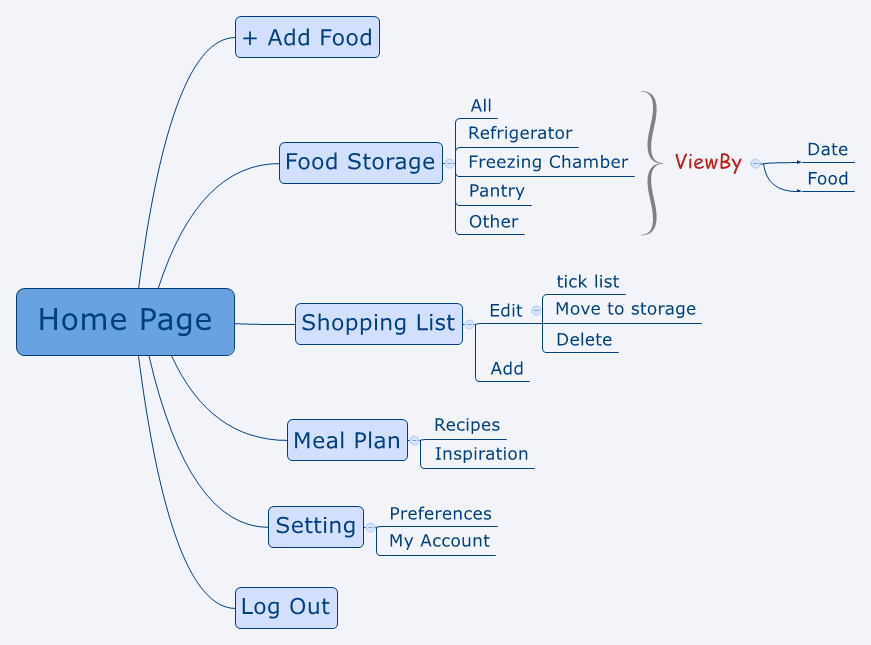 + Add Food
All
Refrigerator
Food Storage
Freezing Chamber
Pantry
Other
ViewBy
Date
Food
Home Page
Shopping List
Edit
tick list
Move to storage
Delete
Add
Meal Plan
Recipes
Inspiration
Setting
Preferences
My Account
Log Out